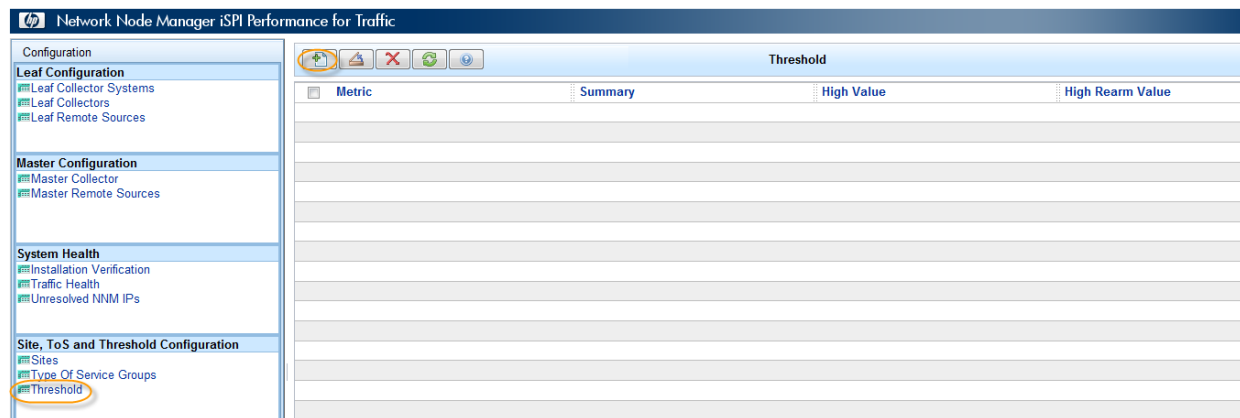 hp Network Node Manager iSPI Performance for Traffic
Configuration
Leaf Configuration
Leaf Collector Systems
Leaf Collectors
Leaf Remote Sources
Master Configuration
Master Collector
Master Remote Sources
System Health
Installation Verification
Traffic Health
Unresolved NNM IPs
Site, ToS and Threshold Configuration
Sites
Type Of Service Groups
Threshold
Threshold
Metric Summary High Value High Rearm Value